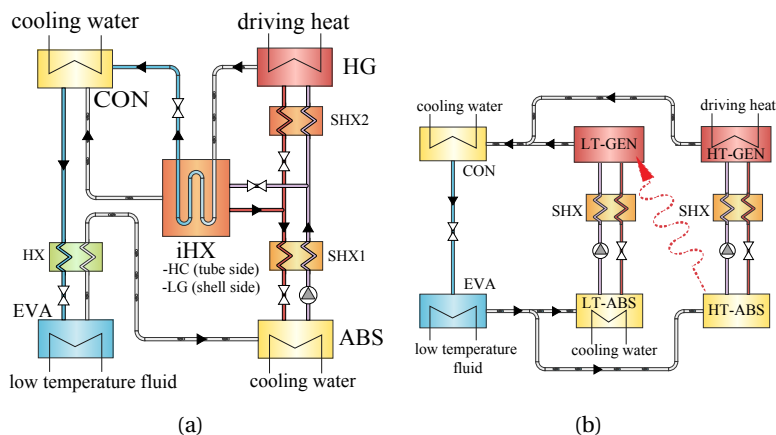 cooling water
driving heat
HG
CON
SHX2
iHX
-HC (tube side)
-LG (shell side)
HX
SHX1
EVA
ABS
low temperature fluid
cooling water
(a)
cooling water
driving heat
LT-GEN
HT-GEN
CON
SHX
SHX
EVA
LT-ABS
HT-ABS
low temperature
fluid
cooling water
(b)